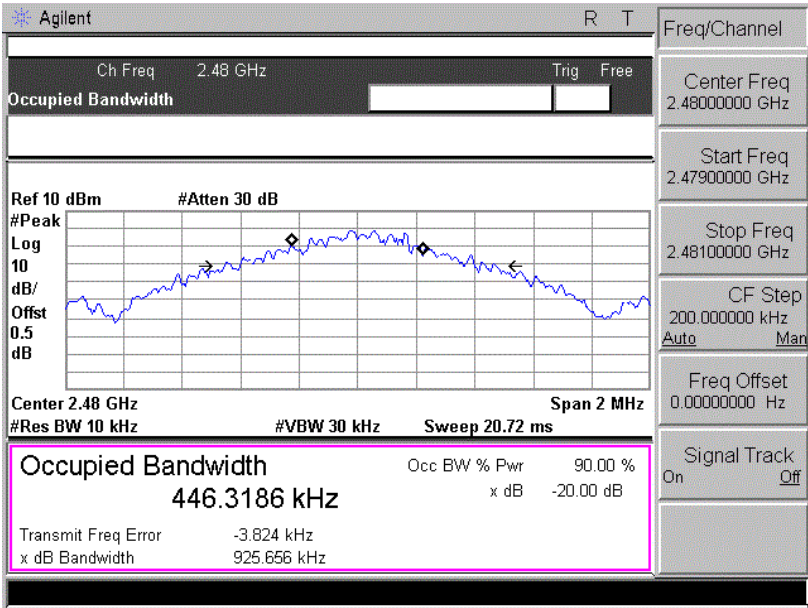 Agilent
R T
Ch Freq 2.48 GHz
Trig Free
Occupied Bandwidth
Ref 10 dBm #Atten 30 dB
#Peak
Log
10
dB/
Offst
0.5
dB
Center 2.48 GHz Span 2 MHz
#Res BW 10 kHz #VBW 30 kHz Sweep 20.72 ms
Occupied Bandwidth
446.3186 kHz
Occ BW % Pwr 90.00 %
x dB -20.00 dB
Transmit Freq Error -3.824 kHz
x dB Bandwidth 925.656 kHz
Freq/Channel
Center Freq
2.48000000 GHz
Start Freq
2.47900000 GHz
Stop Freq
2.48100000 GHz
CF Step
200.000000 kHz
Auto Man
Freq Offset
0.00000000 Hz
Signal Track
On Off